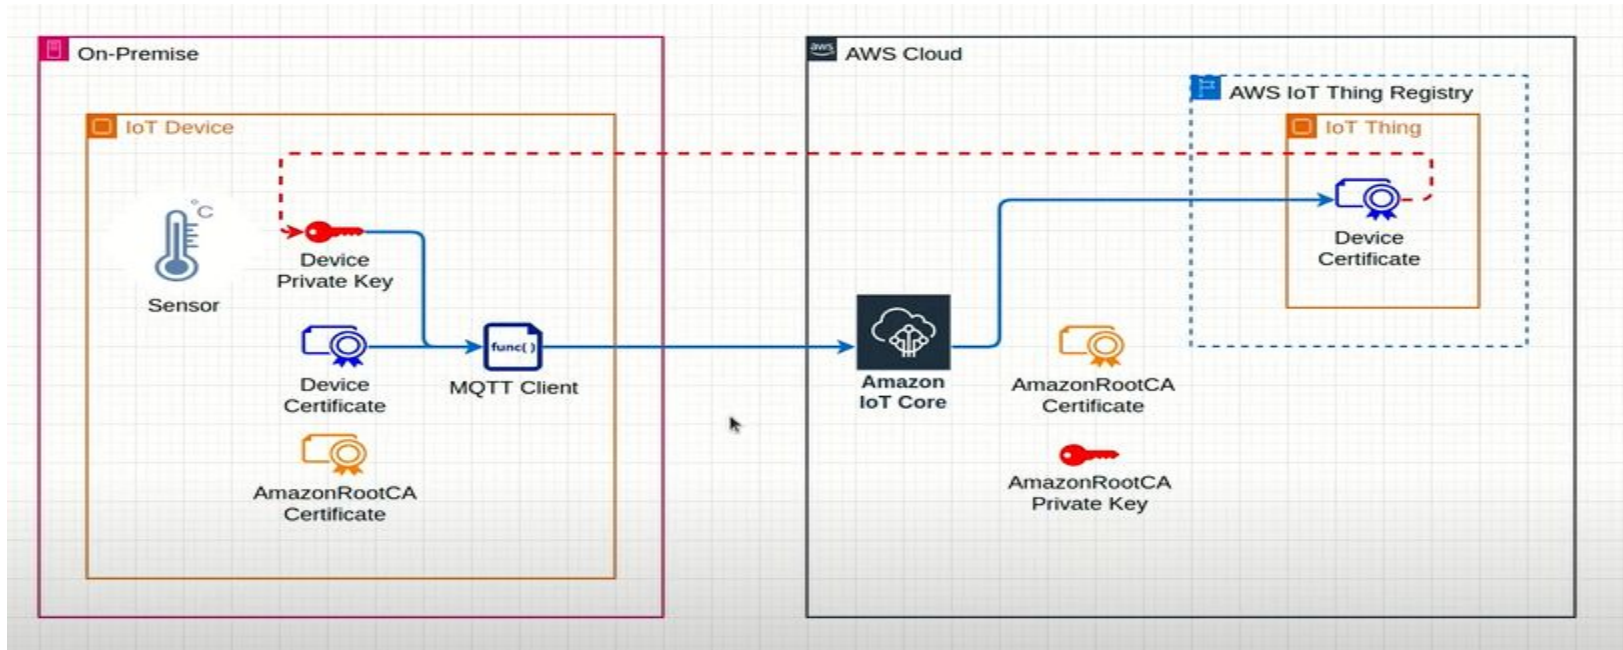 On-Premise
IoT Device
°C
Sensor
Device
Private Key
Device
Certificate
func( )
MQTT Client
AmazonRootCA
Certificate
aws
AWS Cloud
AWS IoT Thing Registry
IoT Thing
Device
Certificate
Amazon
IoT Core
AmazonRootCA
Certificate
AmazonRootCA
Private Key